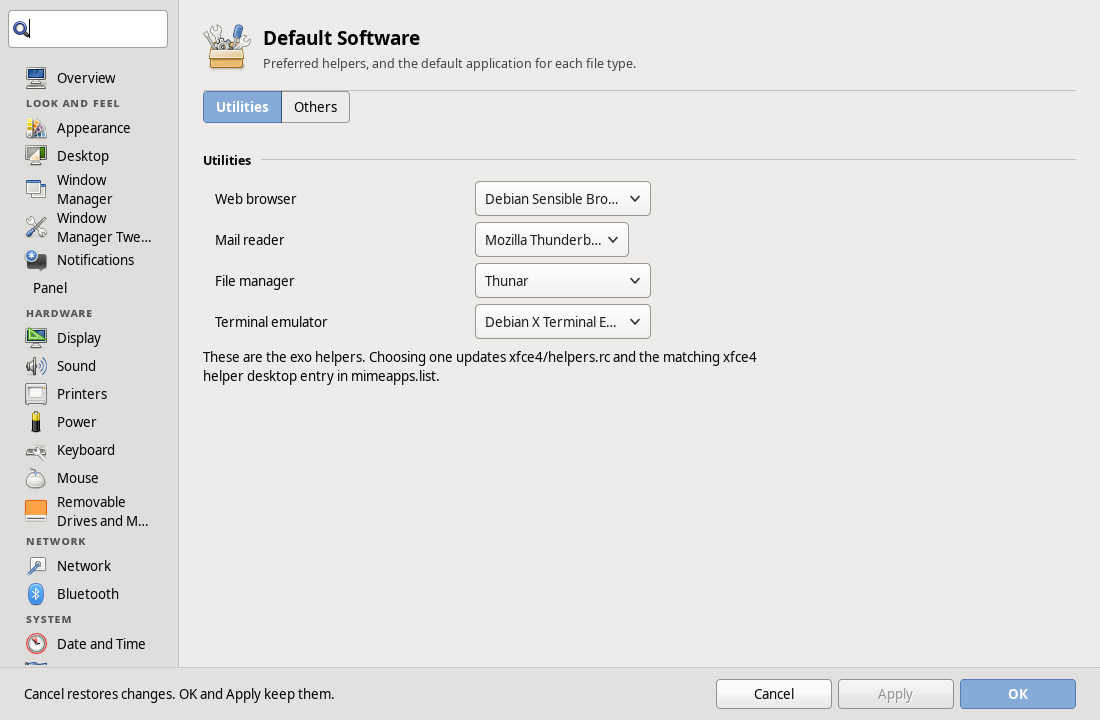 Overview
LOOK AND FEEL
Appearance
Desktop
Window
Manager
Window
Manager Twe...
Notifications
Panel
HARDWARE
Display
Sound
Printers
Power
Keyboard
Mouse
Removable
Drives and M...
NETWORK
Network
Bluetooth
SYSTEM
Date and Time
Default Software
Preferred helpers, and the default application for each file type.
Utilities
Others
Utilities
Web browser
Debian Sensible Bro...
Mail reader
Mozilla Thunderb...
File manager
Thunar
Terminal emulator
Debian X Terminal E...
These are the exo helpers. Choosing one updates xfce4/helpers.rc and the matching xfce4
helper desktop entry in mimeapps.list.
Cancel restores changes. OK and Apply keep them.
Cancel
Apply
OK